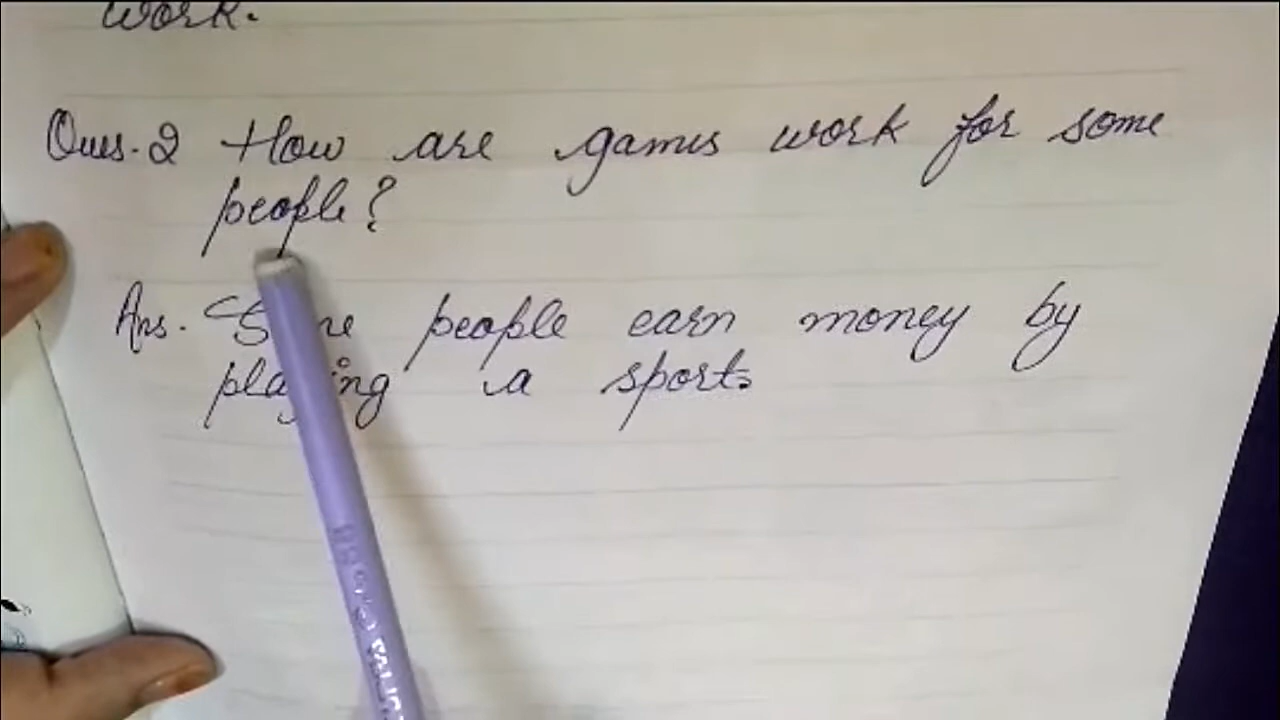 work.
Ques.2 How are games work for some
people?
Ans. Some people earn money by
playing a sport.